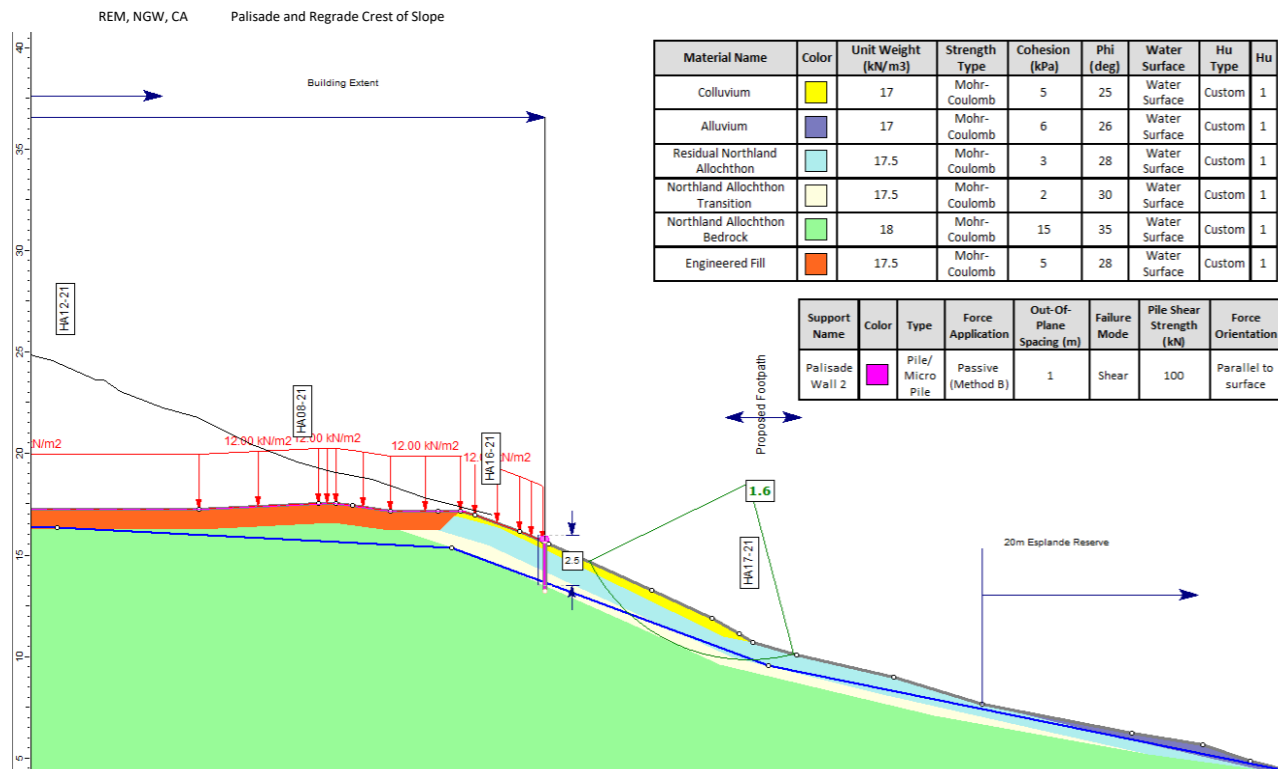 REM, NGW, CA Palisade and Regrade Crest of Slope
Material Name Color Unit Weight (kN/m3) Strength Type Cohesion (kPa) Phi (deg) Water Surface Hu Type Hu
Colluvium 17 Mohr-Coulomb 5 25 Water Surface Custom 1
Alluvium 17 Mohr-Coulomb 6 26 Water Surface Custom 1
Residual Northland Allochthon 17.5 Mohr-Coulomb 3 28 Water Surface Custom 1
Northland Allochthon Transition 17.5 Mohr-Coulomb 2 30 Water Surface Custom 1
Northland Allochthon Bedrock 18 Mohr-Coulomb 15 35 Water Surface Custom 1
Engineered Fill 17.5 Mohr-Coulomb 5 28 Water Surface Custom 1
Support Name Color Type Force Application Out-Of-Plane Spacing (m) Failure Mode Pile Shear Strength (kN) Force Orientation
Palisade Wall 2 Pile/ Micro Pile Passive (Method B) 1 Shear 100 Parallel to surface
Building Extent
HA12-21
HA08-21
HA16-21
HA17-21
Proposed Footpath
N/m2
12.00 kN/m2
12.00 kN/m2
12.00 kN/m2
12.0 N/m2
1.6
2.5
20m Esplande Reserve
40
35
30
25
20
15
10
5